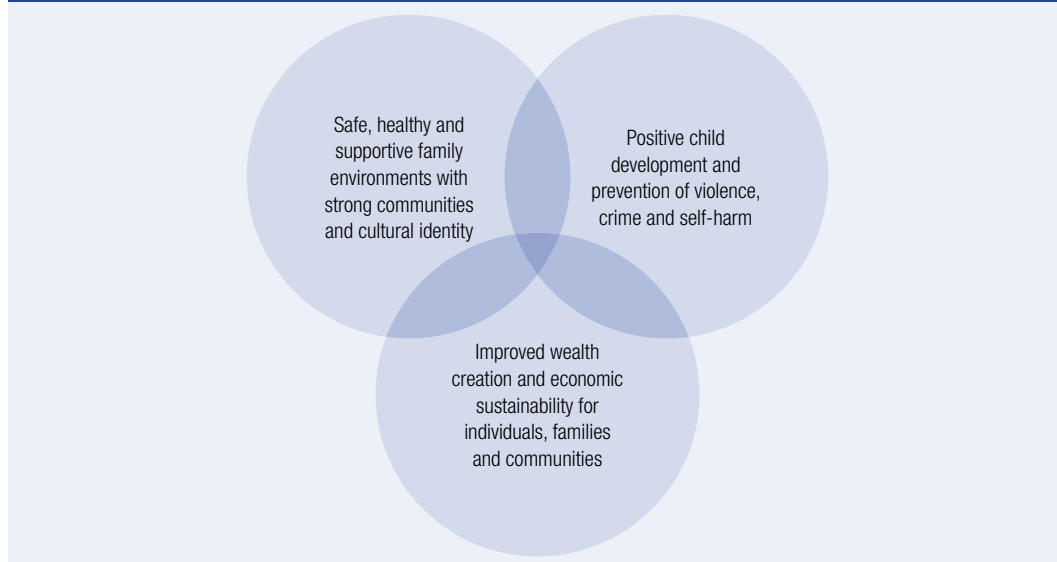 Safe, healthy and
supportive family
environments with
strong communities
and cultural identity
Positive child
development and
prevention of violence,
crime and self-harm
Improved wealth
creation and economic
sustainability for
individuals, families
and communities